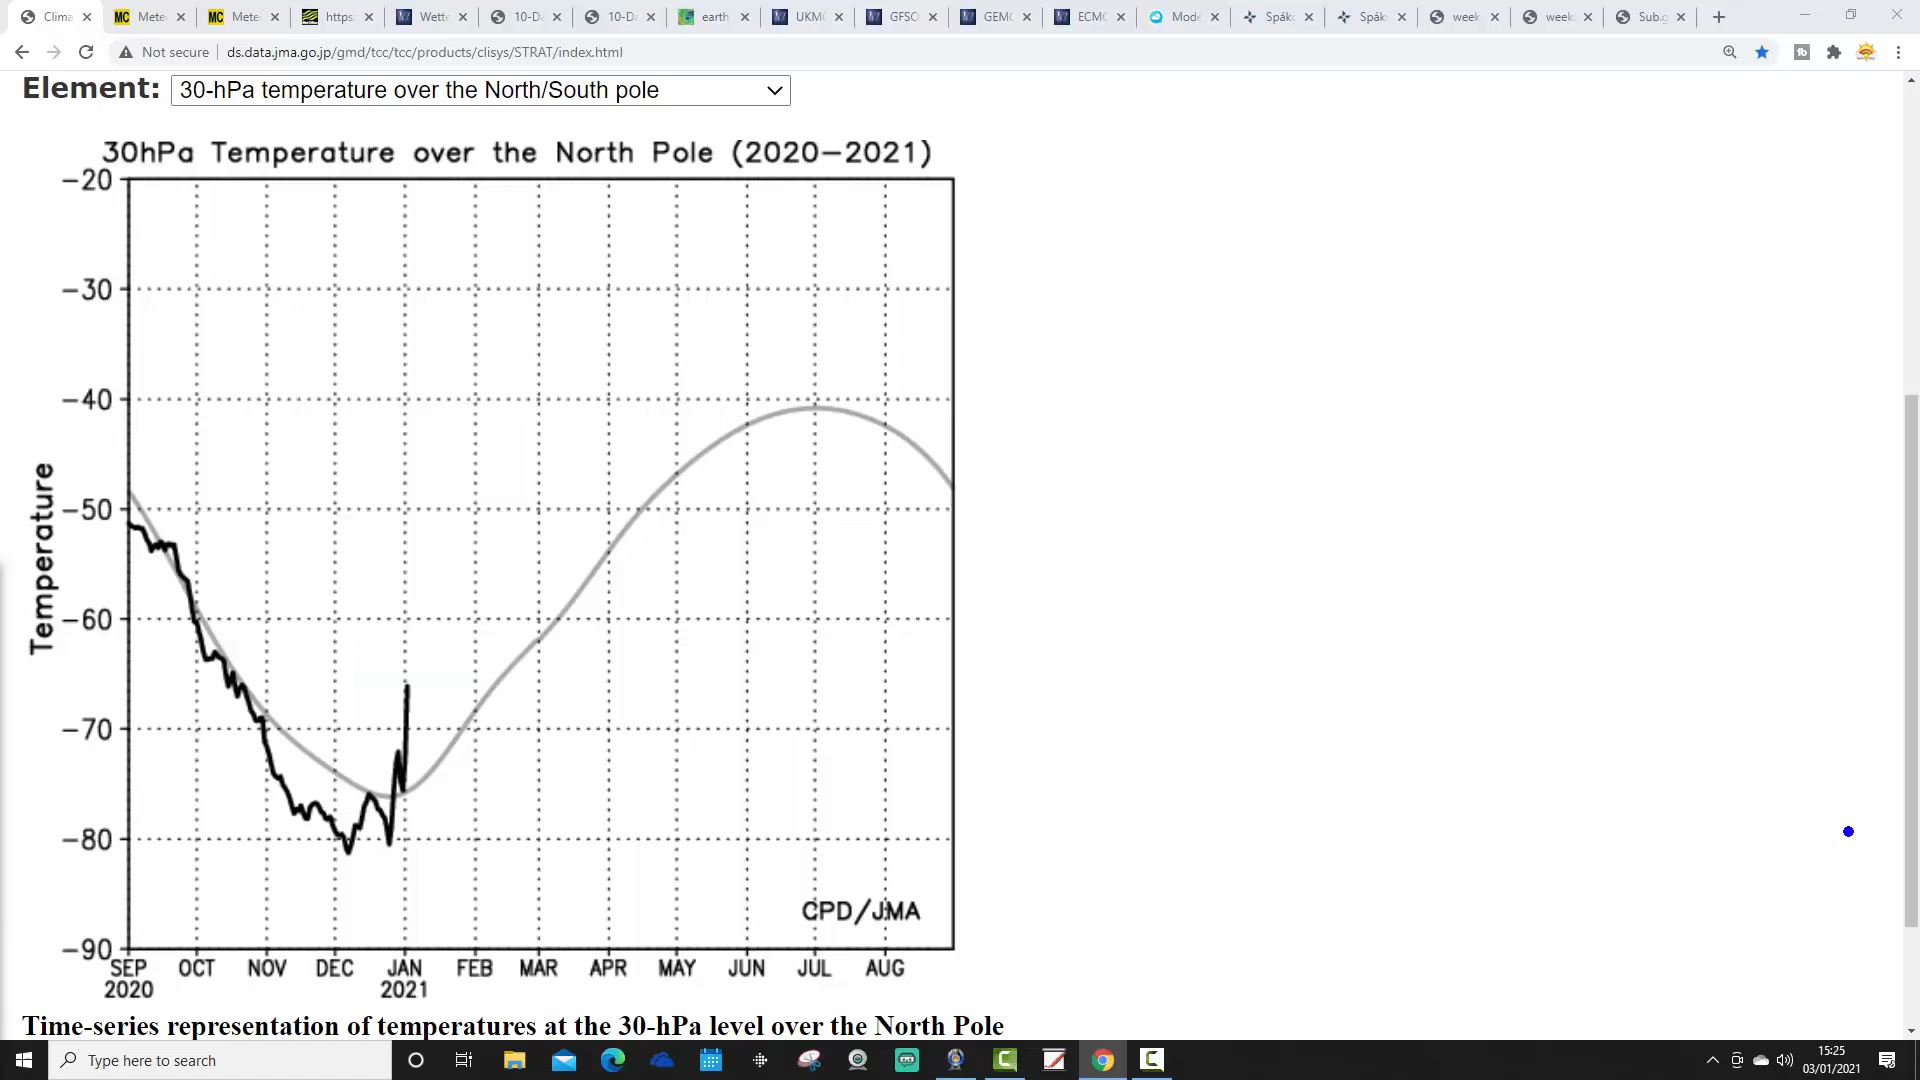 Clima Mete MC Mete https: Wett 10-D 10-D earth UKM GFSO GEM ECM Mode Spák Spák week week Sub.g
Not secure ds.data.jma.go.jp/gmd/tcc/tcc/products/clisys/STRAT/index.html
Element: 30-hPa temperature over the North/South pole
30hPa Temperature over the North Pole (2020-2021)
-20
-30
-40
-50
-60
-70
-80
-90
Temperature
CPD/JMA
SEP OCT NOV DEC JAN FEB MAR APR MAY JUN JUL AUG
2020 2021
Time-series representation of temperatures at the 30-hPa level over the North Pole
Type here to search
15:25
03/01/2021